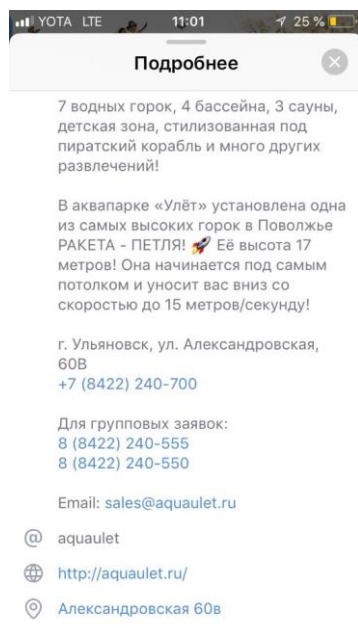 YOTA LTE 11:01 25 %
Подробнее
7 водных горок, 4 бассейна, 3 сауны,
детская зона, стилизованная под
пиратский корабль и много других
развлечений!
В аквапарке «Улёт» установлена одна
из самых высоких горок в Поволжье
РАКЕТА - ПЕТЛЯ! 🚀 Её высота 17
метров! Она начинается под самым
потолком и уносит вас вниз со
скоростью до 15 метров/секунду!
г. Ульяновск, ул. Александровская,
60В
+7 (8422) 240-700
Для групповых заявок:
8 (8422) 240-555
8 (8422) 240-550
Email: sales@aquaulet.ru
@ aquaulet
http://aquaulet.ru/
Александровская 60в